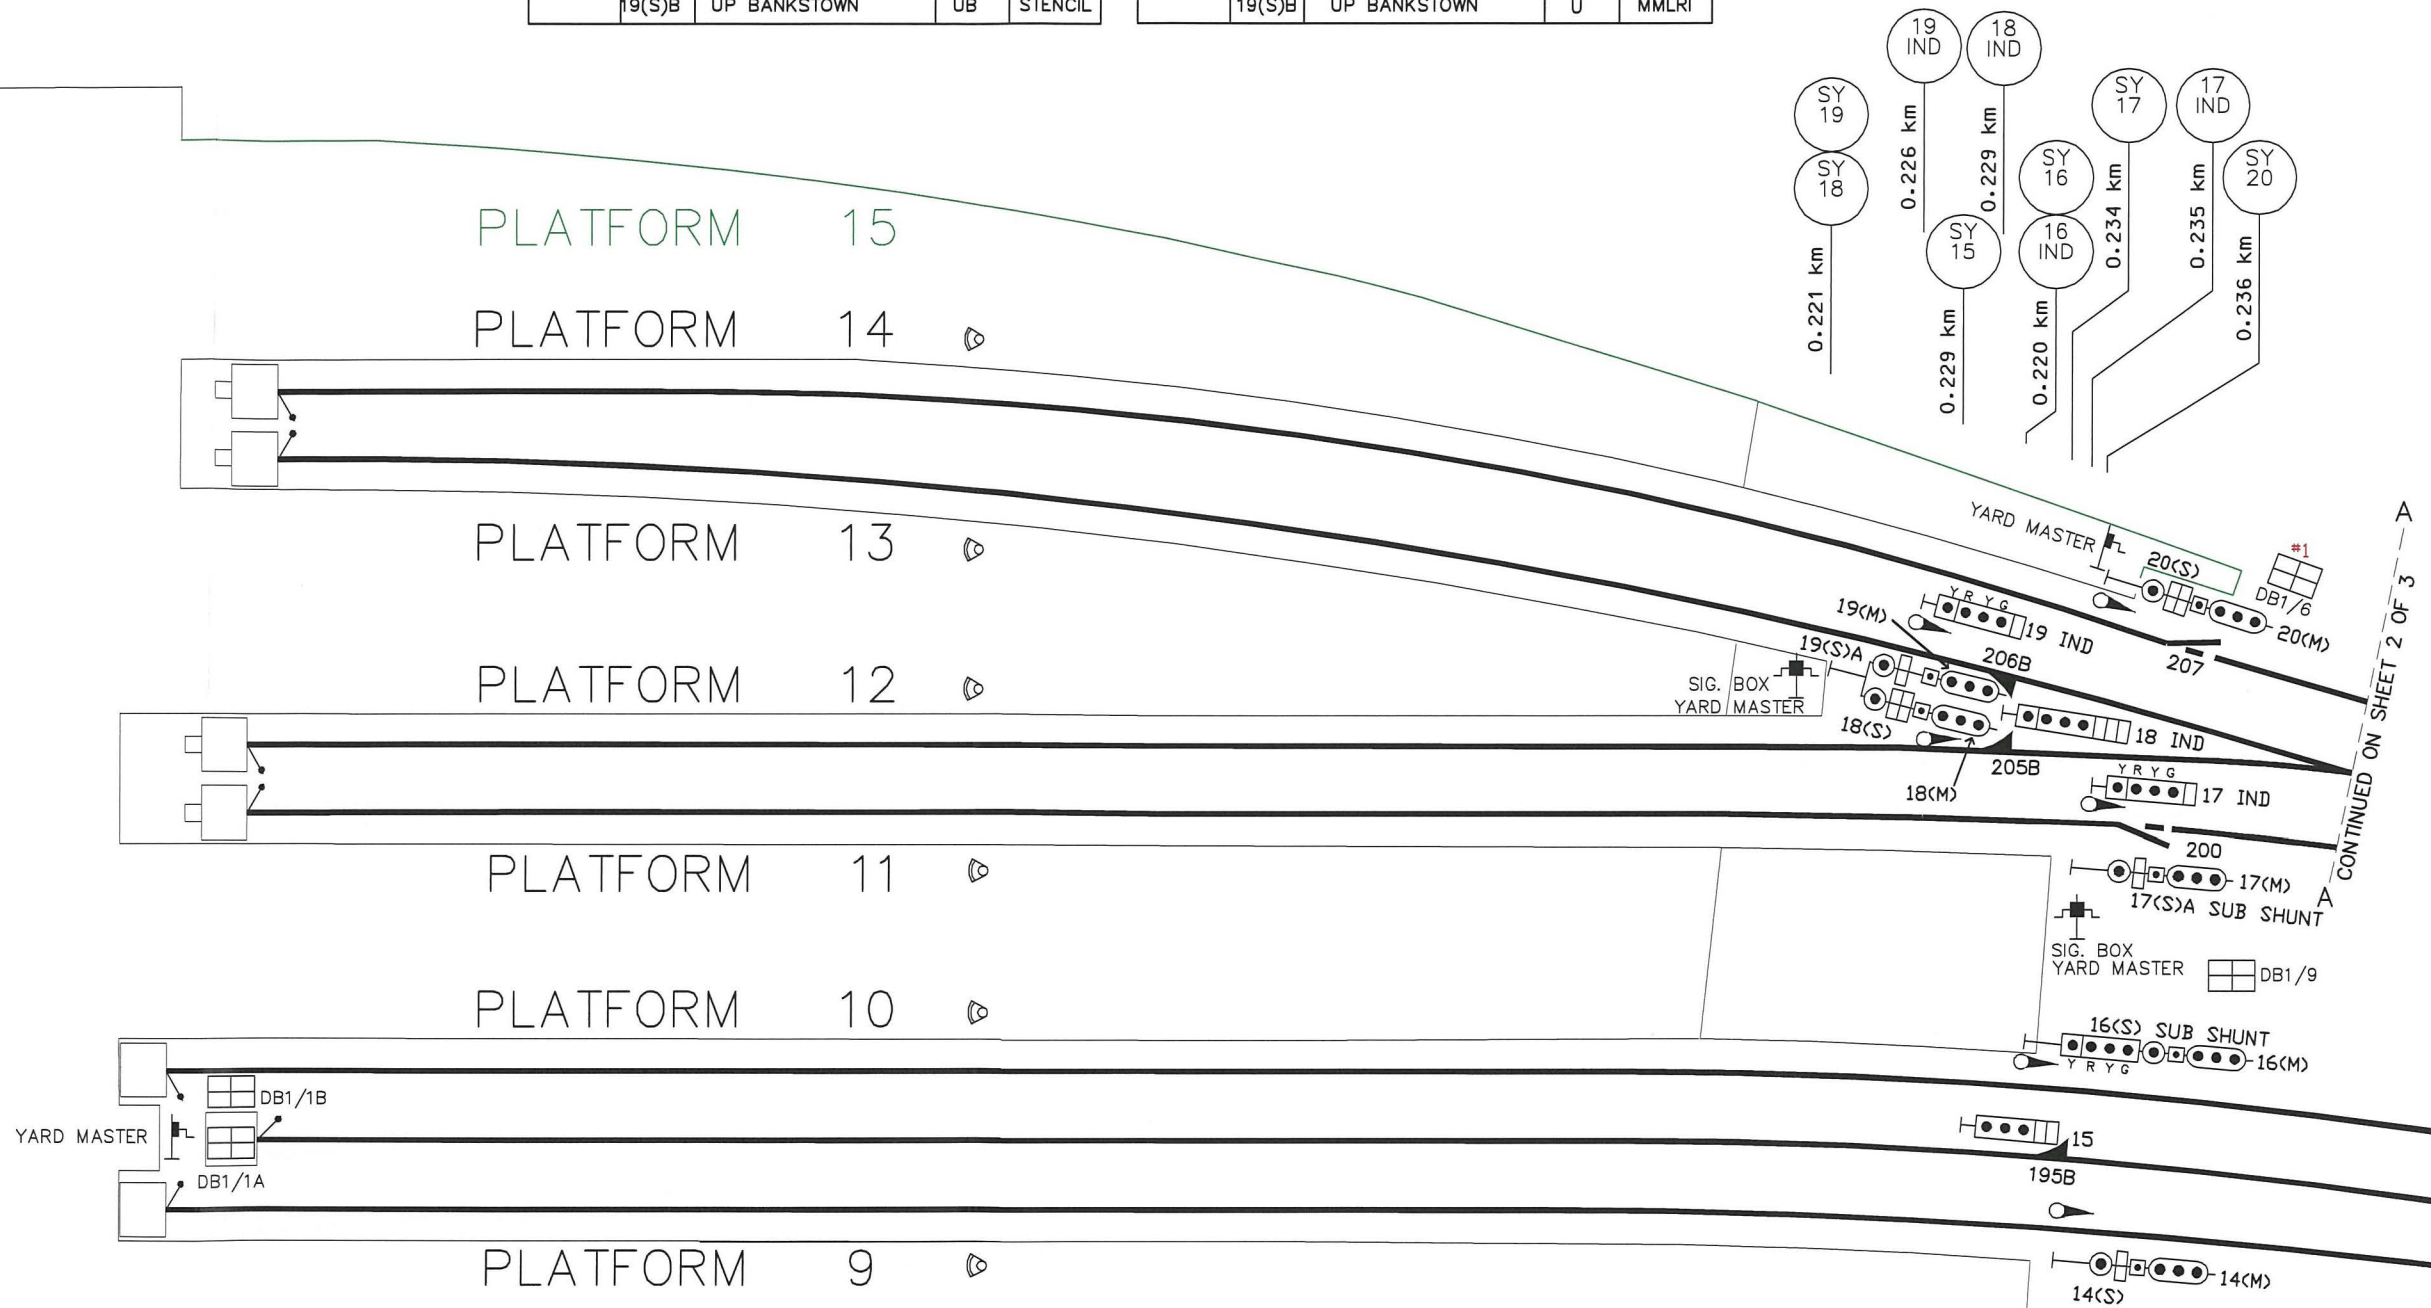 19(S)B UP BANKSTOWN UB STENCIL
19(S)B UP BANKSTOWN U MMLRI
19 IND
18 IND
SY 19
SY 18
SY 17
17 IND
SY 16
16 IND
SY 20
SY 15
0.226 km
0.229 km
0.234 km
0.235 km
0.236 km
0.221 km
0.229 km
0.220 km
PLATFORM 15
PLATFORM 14
PLATFORM 13
YARD MASTER
20(S)
#1
DB1/6
20(M)
207
A
Y R Y G
19 IND
19(M)
19(S)A
206B
PLATFORM 12
SIG. BOX
YARD MASTER
18(S)
18 IND
205B
18(M)
Y R Y G
17 IND
CONTINUED ON SHEET 2 OF 3
A
200
PLATFORM 11
17(M)
17(S)A SUB SHUNT
SIG. BOX
YARD MASTER
DB1/9
PLATFORM 10
16(S) SUB SHUNT
16(M)
Y R Y G
DB1/1B
YARD MASTER
DB1/1A
15
195B
PLATFORM 9
14(M)
14(S)